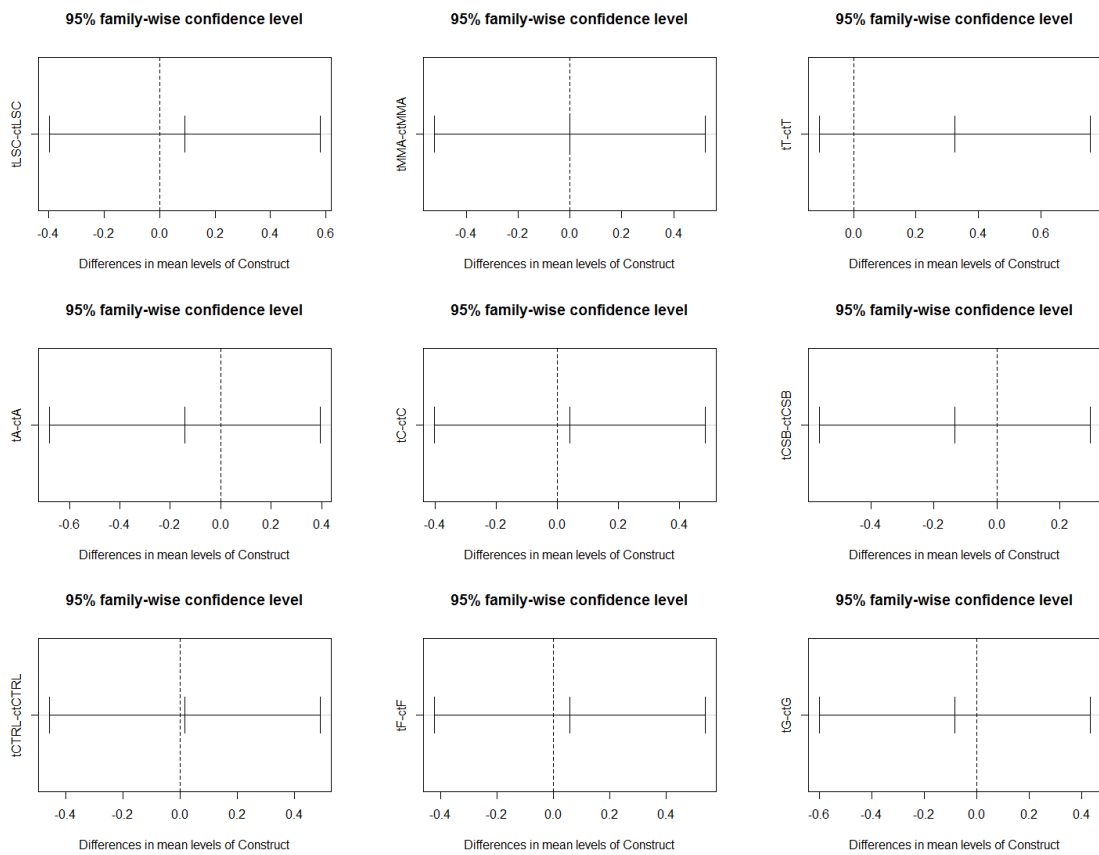 95% family-wise confidence level
tLSC-ctLSC
-0.4 -0.2 0.0 0.2 0.4 0.6
Differences in mean levels of Construct
95% family-wise confidence level
tMMA-ctMMA
-0.4 -0.2 0.0 0.2 0.4
Differences in mean levels of Construct
95% family-wise confidence level
tT-ctT
0.0 0.2 0.4 0.6
Differences in mean levels of Construct
95% family-wise confidence level
tA-ctA
-0.6 -0.4 -0.2 0.0 0.2 0.4
Differences in mean levels of Construct
95% family-wise confidence level
tC-ctC
-0.4 -0.2 0.0 0.2 0.4
Differences in mean levels of Construct
95% family-wise confidence level
tCSB-ctCSB
-0.4 -0.2 0.0 0.2
Differences in mean levels of Construct
95% family-wise confidence level
tCTRL-ctCTRL
-0.4 -0.2 0.0 0.2 0.4
Differences in mean levels of Construct
95% family-wise confidence level
tF-ctF
-0.4 -0.2 0.0 0.2 0.4
Differences in mean levels of Construct
95% family-wise confidence level
tG-ctG
-0.6 -0.4 -0.2 0.0 0.2 0.4
Differences in mean levels of Construct